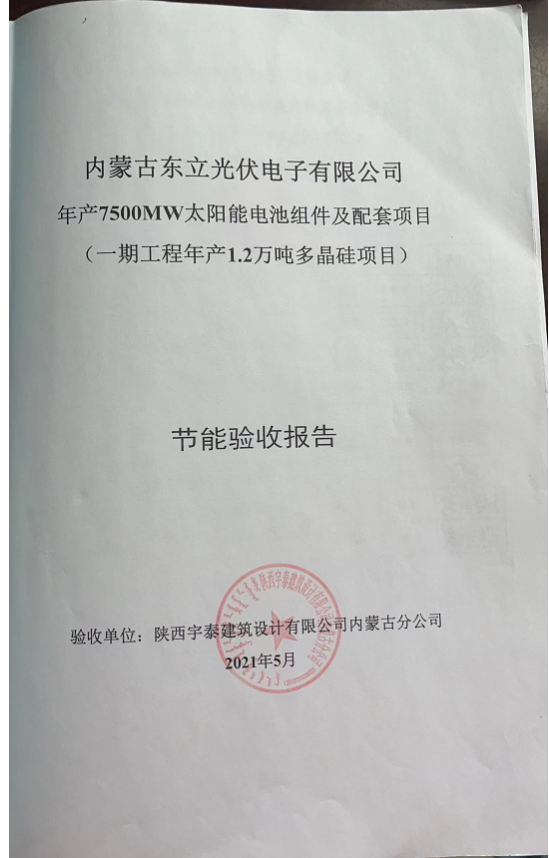 内蒙古东立光伏电子有限公司
年产7500MW太阳能电池组件及配套项目
（一期工程年产1.2万吨多晶硅项目）
节能验收报告
验收单位：陕西宇泰建筑设计有限公司内蒙古分公司
2021年5月